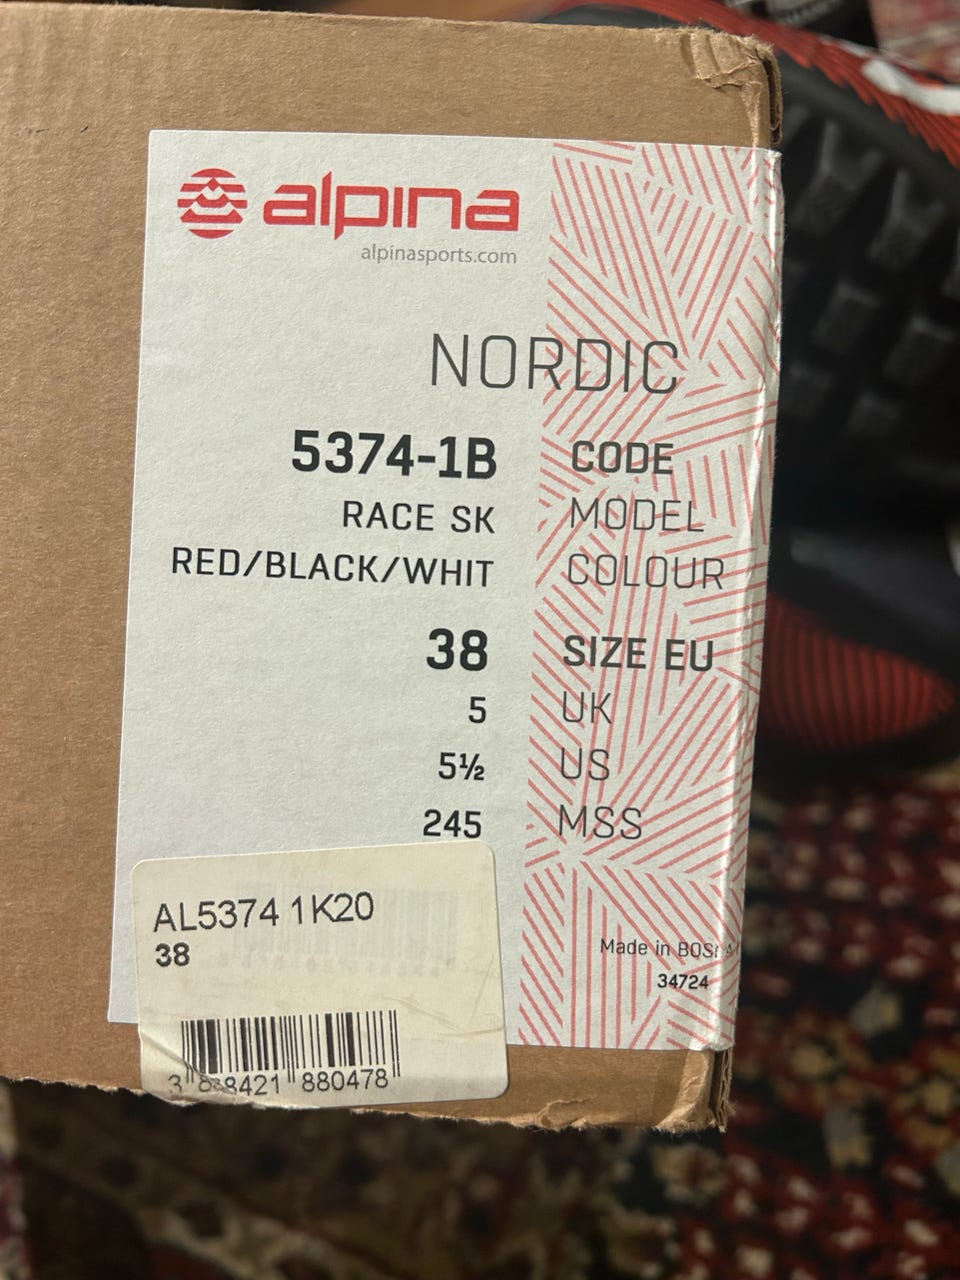 alpina
alpinasports.com
NORDIC
5374-1B CODE
RACE SK MODEL
RED/BLACK/WHIT COLOUR
38 SIZE EU
5 UK
5½ US
245 MSS
Made in
34724
AL5374 1K20
38
880478